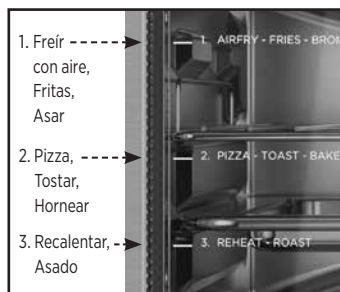 1. Freír
con aire,
Fritas,
Asar
1. AIRFRY - FRIES - BROI
2. Pizza,
Tostar,
Hornear
2. PIZZA - TOAST - BAKE
3. Recalentar,
Asado
3. REHEAT - ROAST